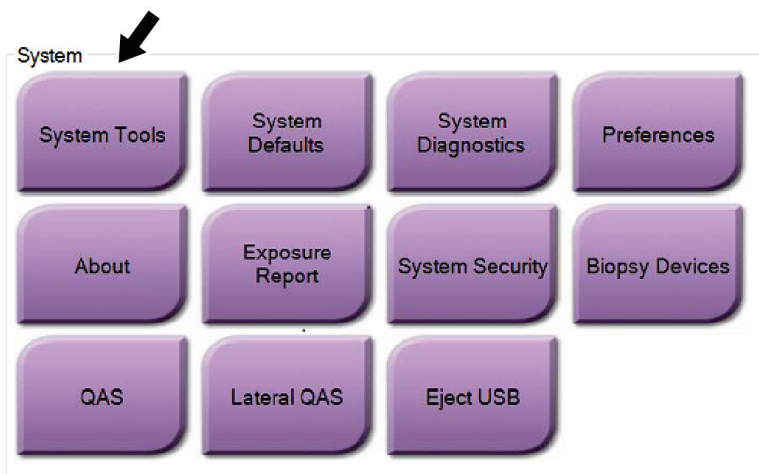 System
System Tools
System
Defaults
System
Diagnostics
Preferences
About
Exposure
Report
System Security
Biopsy Devices
QAS
Lateral QAS
Eject USB